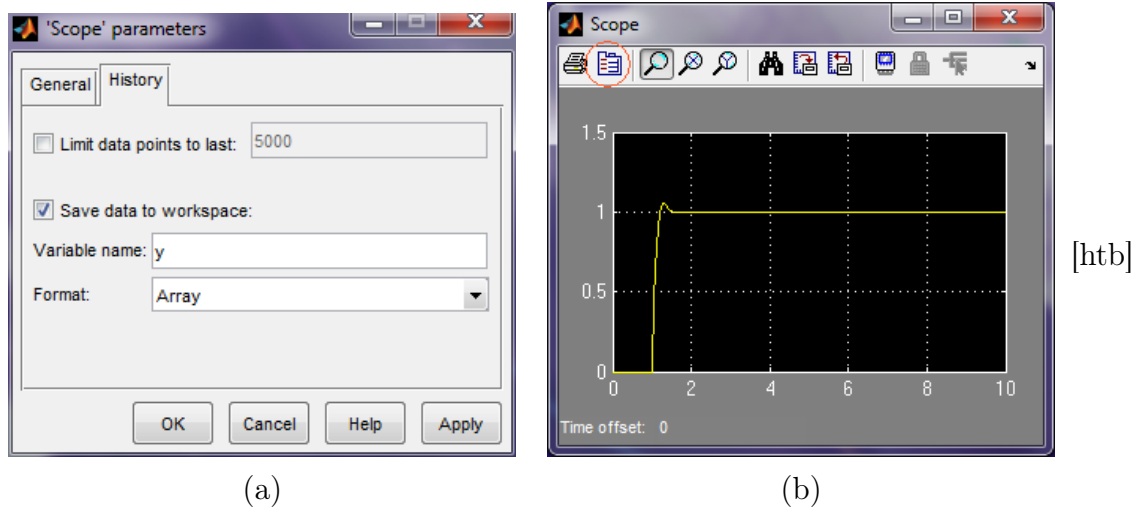 'Scope' parameters
General History
Limit data points to last: 5000
Save data to workspace:
Variable name: y
Format: Array
OK Cancel Help Apply
(a)
Scope
1.5
1
0.5
0
0 2 4 6 8 10
Time offset: 0
(b)
[htb]